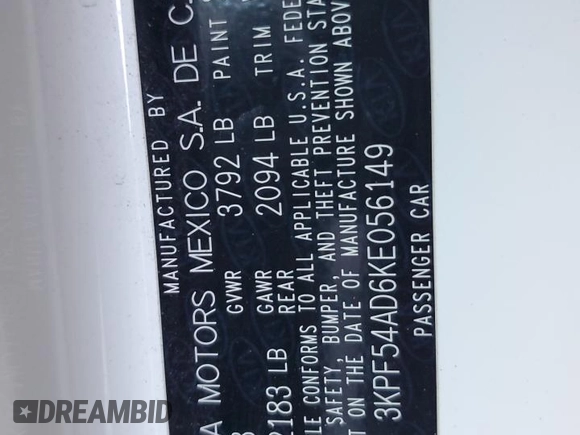 MANUFACTURED BY
A MOTORS MEXICO S.A. DE C.
GVWR 3792 LB PAINT
GAWR 2094 LB TRIM
2183 LB REAR
LE CONFORMS TO ALL APPLICABLE U.S.A. FEDE
SAFETY, BUMPER, AND THEFT PREVENTION STA
T ON THE DATE OF MANUFACTURE SHOWN ABOV
3KPF54AD6KE056149
PASSENGER CAR
DREAMBID